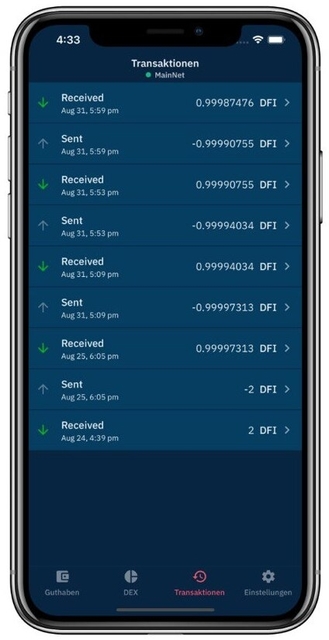 4:33
Transaktionen
MainNet
Received 0.99987476 DFI
Aug 31, 5:59 pm
Sent -0.99990755 DFI
Aug 31, 5:59 pm
Received 0.99990755 DFI
Aug 31, 5:53 pm
Sent -0.99994034 DFI
Aug 31, 5:53 pm
Received 0.99994034 DFI
Aug 31, 5:09 pm
Sent -0.99997313 DFI
Aug 31, 5:09 pm
Received 0.99997313 DFI
Aug 25, 6:05 pm
Sent -2 DFI
Aug 25, 6:05 pm
Received 2 DFI
Aug 24, 4:39 pm
Guthaben DEX Transaktionen Einstellungen